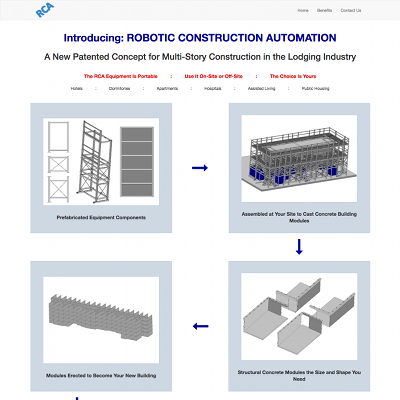 RCA
Home Benefits Contact Us
Introducing: ROBOTIC CONSTRUCTION AUTOMATION
A New Patented Concept for Multi-Story Construction in the Lodging Industry
The RCA Equipment Is Portable : Use It On-Site or Off-Site : The Choice Is Yours
Hotels : Dormitories : Apartments : Hospitals : Assisted Living : Public Housing
Prefabricated Equipment Components
Assembled at Your Site to Cast Concrete Building
Modules
Modules Erected to Become Your New Building
Structural Concrete Modules the Size and Shape You
Need